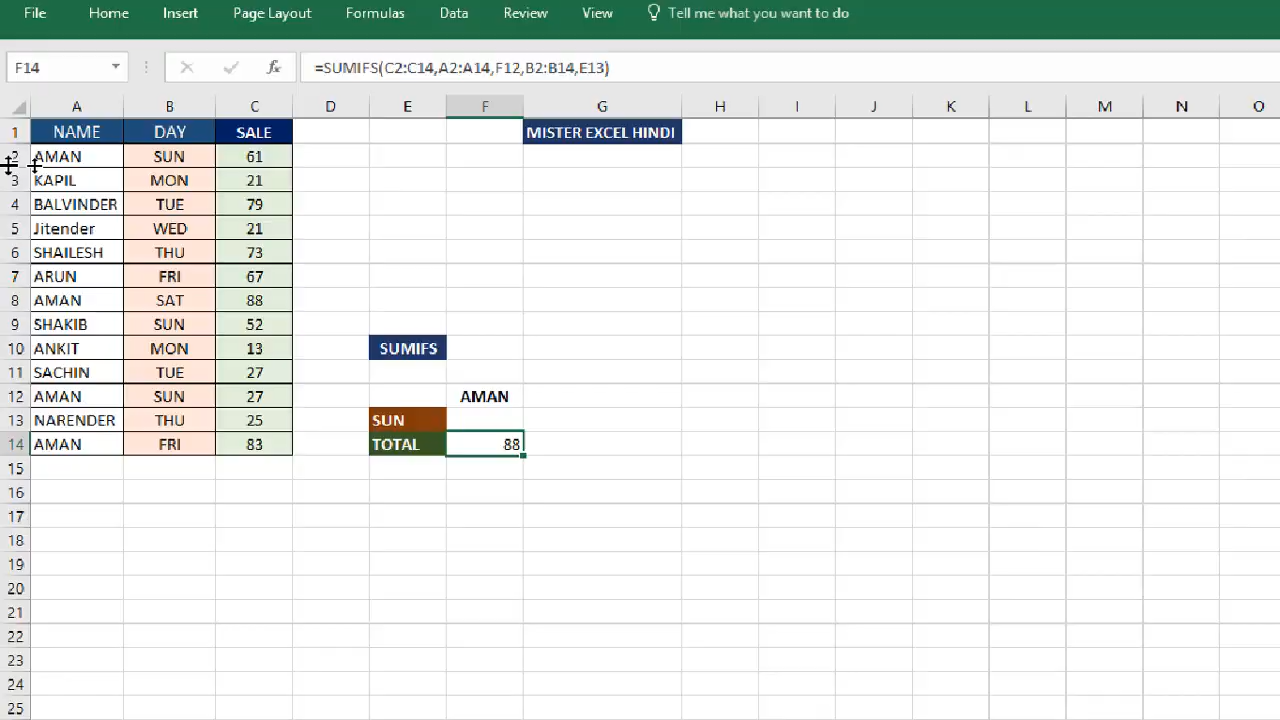 File Home Insert Page Layout Formulas Data Review View Tell me what you want to do
F14 fx =SUMIFS(C2:C14,A2:A14,F12,B2:B14,E13)
A B C D E F G H I J K L M N O
1 NAME DAY SALE MISTER EXCEL HINDI
2 AMAN SUN 61
3 KAPIL MON 21
4 BALVINDER TUE 79
5 Jitender WED 21
6 SHAILESH THU 73
7 ARUN FRI 67
8 AMAN SAT 88
9 SHAKIB SUN 52
10 ANKIT MON 13 SUMIFS
11 SACHIN TUE 27
12 AMAN SUN 27 AMAN
13 NARENDER THU 25 SUN
14 AMAN FRI 83 TOTAL 88
15
16
17
18
19
20
21
22
23
24
25